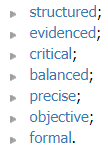 structured;
evidenced;
critical;
balanced;
precise;
objective;
formal.